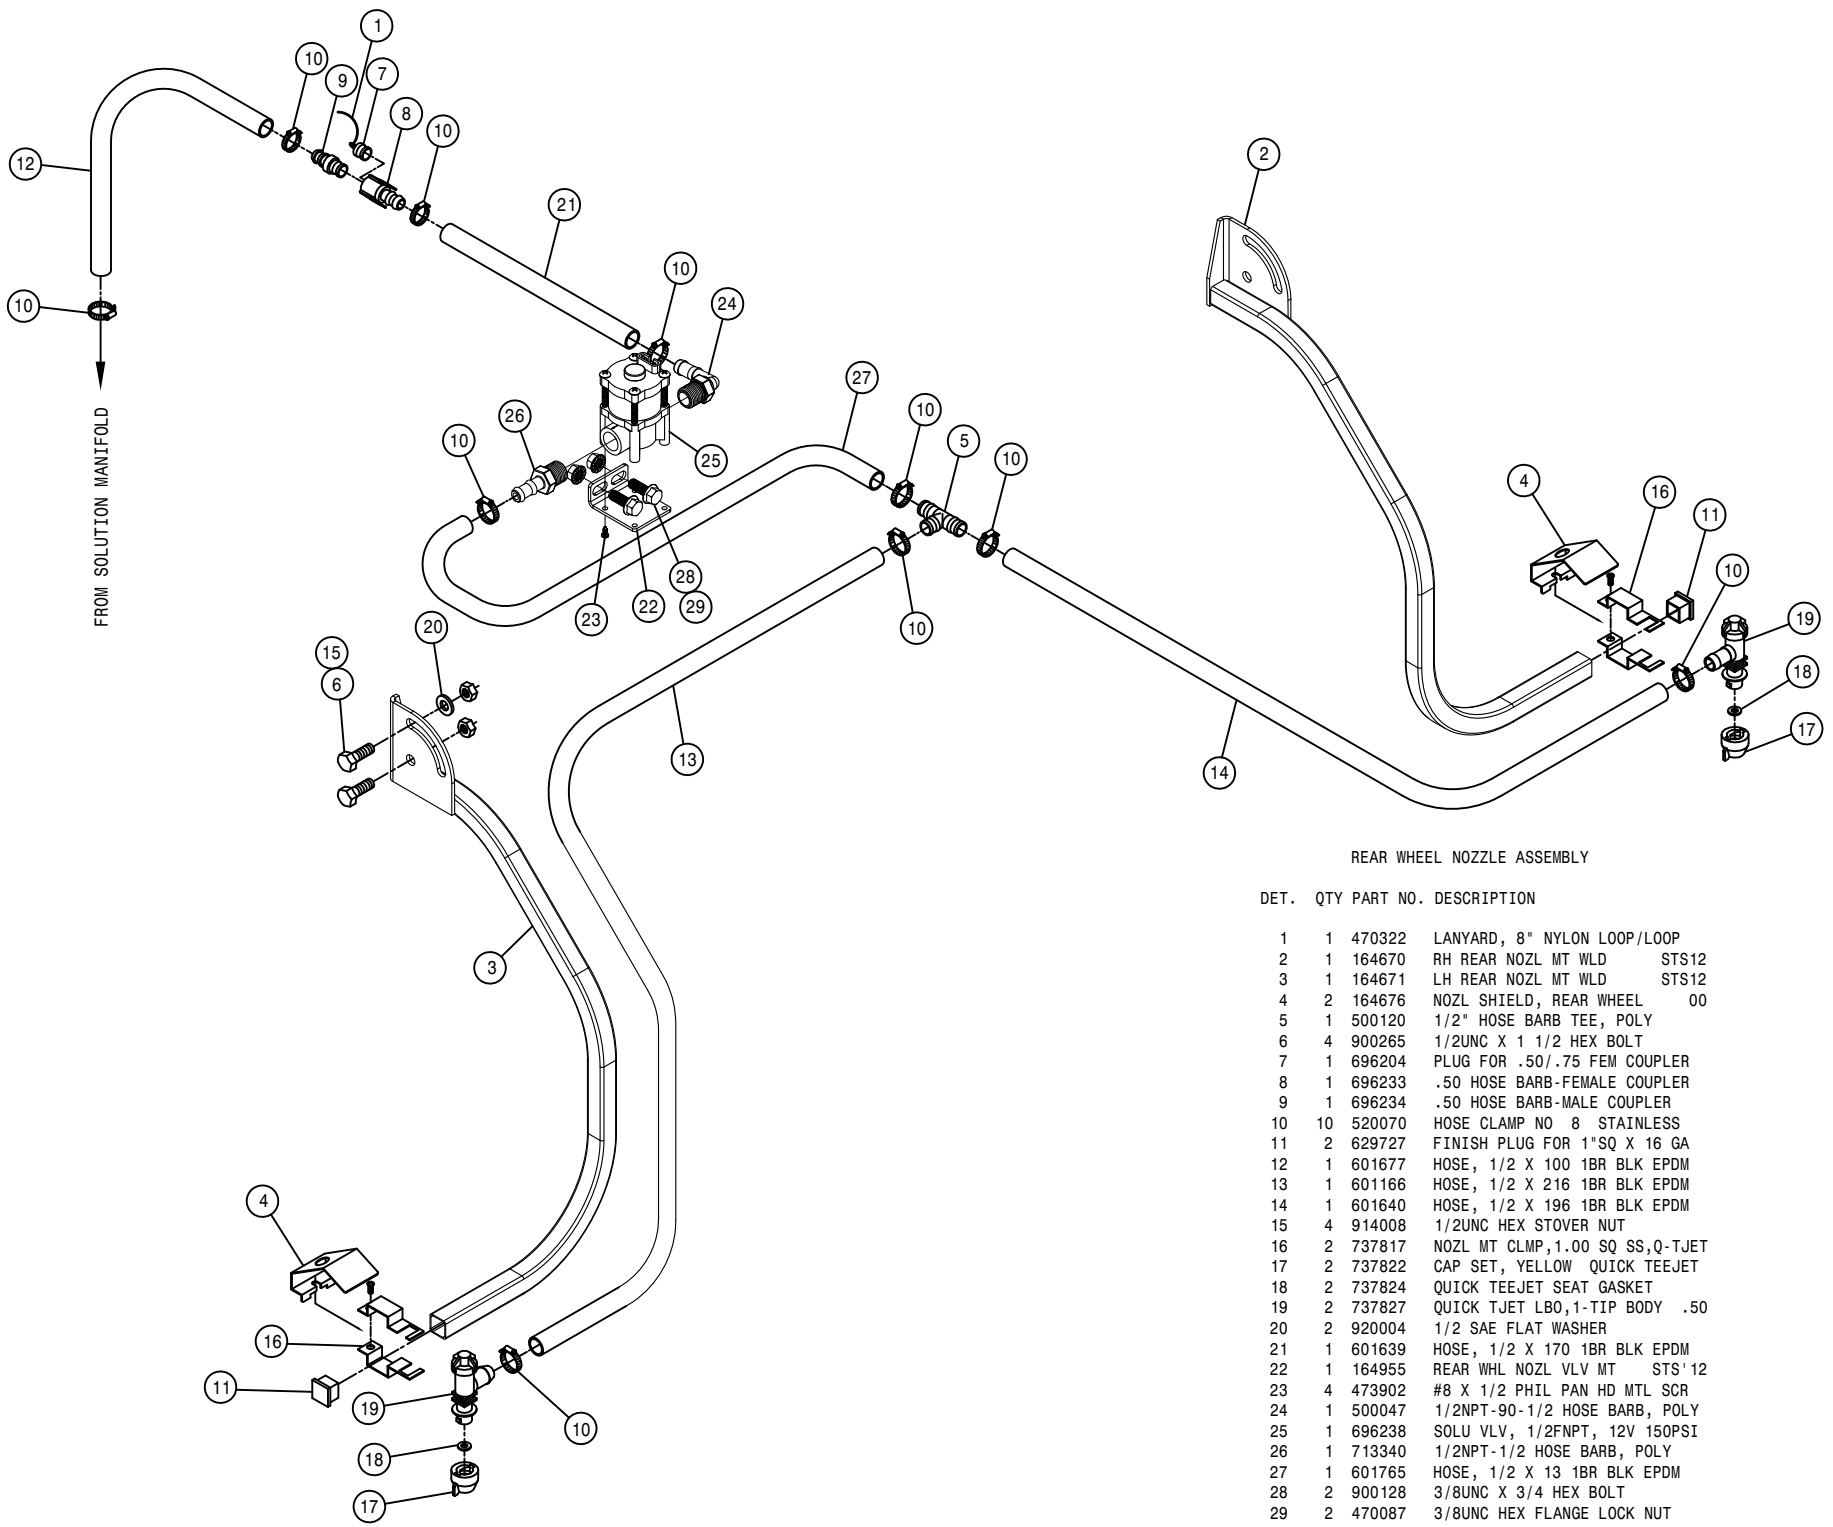 1
10
9
7
8
10
12
2
21
10
24
10
27
26
10
10
5
10
4
16
11
25
FROM SOLUTION MANIFOLD
10
28
23
22
29
10
20
19
15
6
18
17
13
14
3
4
16
11
19
10
18
17
REAR WHEEL NOZZLE ASSEMBLY
DET. QTY PART NO. DESCRIPTION
1 1 470322 LANYARD, 8" NYLON LOOP/LOOP
2 1 164670 RH REAR NOZL MT WLD STS12
3 1 164671 LH REAR NOZL MT WLD STS12
4 2 164676 NOZL SHIELD, REAR WHEEL 00
5 1 500120 1/2" HOSE BARB TEE, POLY
6 4 900265 1/2UNC X 1 1/2 HEX BOLT
7 1 696204 PLUG FOR .50/.75 FEM COUPLER
8 1 696233 .50 HOSE BARB-FEMALE COUPLER
9 1 696234 .50 HOSE BARB-MALE COUPLER
10 10 520070 HOSE CLAMP NO 8 STAINLESS
11 2 629727 FINISH PLUG FOR 1"SQ X 16 GA
12 1 601677 HOSE, 1/2 X 100 1BR BLK EPDM
13 1 601166 HOSE, 1/2 X 216 1BR BLK EPDM
14 1 601640 HOSE, 1/2 X 196 1BR BLK EPDM
15 4 914008 1/2UNC HEX STOVER NUT
16 2 737817 NOZL MT CLMP,1.00 SQ SS,Q-TJET
17 2 737822 CAP SET, YELLOW QUICK TEEJET
18 2 737824 QUICK TEEJET SEAT GASKET
19 2 737827 QUICK TJET LBO,1-TIP BODY .50
20 2 920004 1/2 SAE FLAT WASHER
21 1 601639 HOSE, 1/2 X 170 1BR BLK EPDM
22 1 164955 REAR WHL NOZL VLV MT STS'12
23 4 473902 #8 X 1/2 PHIL PAN HD MTL SCR
24 1 500047 1/2NPT-90-1/2 HOSE BARB, POLY
25 1 696238 SOLU VLV, 1/2FNPT, 12V 150PSI
26 1 713340 1/2NPT-1/2 HOSE BARB, POLY
27 1 601765 HOSE, 1/2 X 13 1BR BLK EPDM
28 2 900128 3/8UNC X 3/4 HEX BOLT
29 2 470087 3/8UNC HEX FLANGE LOCK NUT